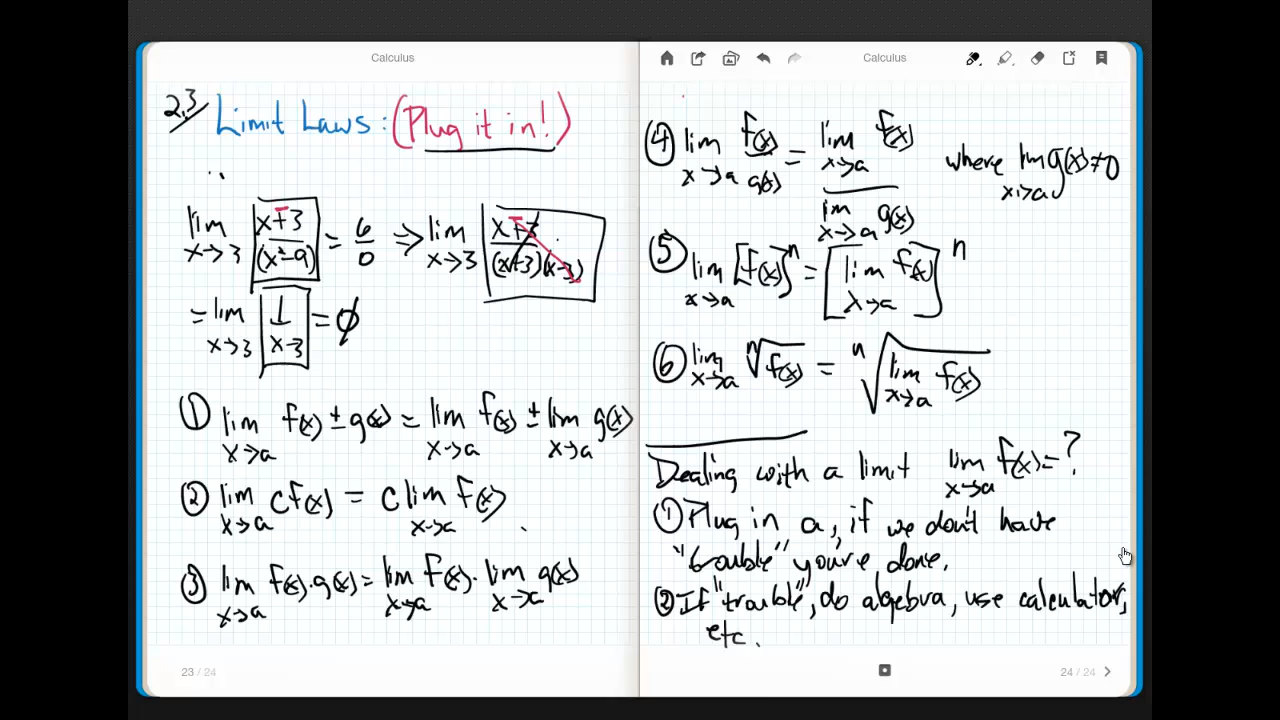 Calculus
2.3 Limit Laws: (Plug it in!)
lim x→3 x+3/(x²-9) = 6/0 ⇒ lim x→3 x+3/(x+3)(x-3)
= lim x→3 1/x-3 = ∅
① lim x→a f(x) ± g(x) = lim x→a f(x) ± lim x→a g(x)
② lim x→a cf(x) = c lim x→a f(x)
③ lim x→a f(x)·g(x) = lim x→a f(x) · lim x→a g(x)
23 / 24
Calculus
④ lim x→a f(x)/g(x) = lim x→a f(x) / lim x→a g(x) where lim x→a g(x) ≠ 0
⑤ lim x→a [f(x)]ⁿ = [lim x→a f(x)]ⁿ
⑥ lim x→a ⁿ√f(x) = ⁿ√lim x→a f(x)
Dealing with a limit lim x→a f(x) = ?
① Plug in a, if we don't have
"trouble" you're done.
② If "trouble", do algebra, use calculator,
etc.
24 / 24